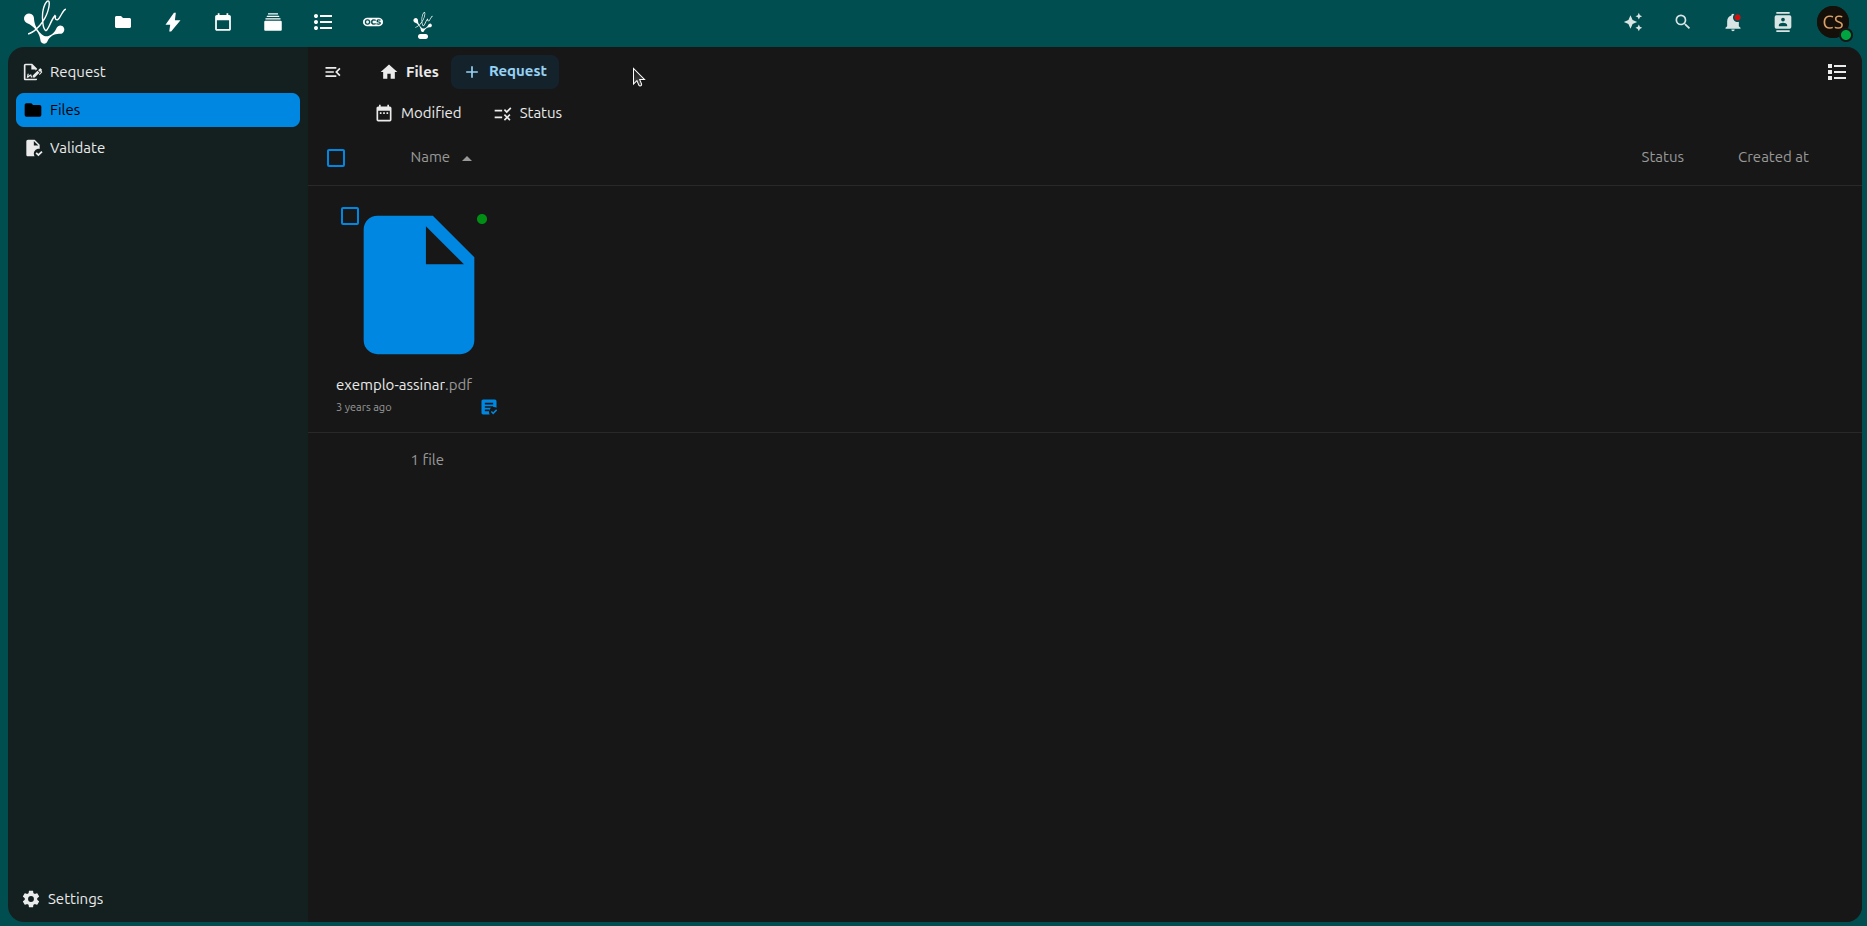 OCS
CS
Request
Files
Validate
Files
Request
Modified
Status
Name
Status
Created at
exemplo-assinar.pdf
3 years ago
1 file
Settings